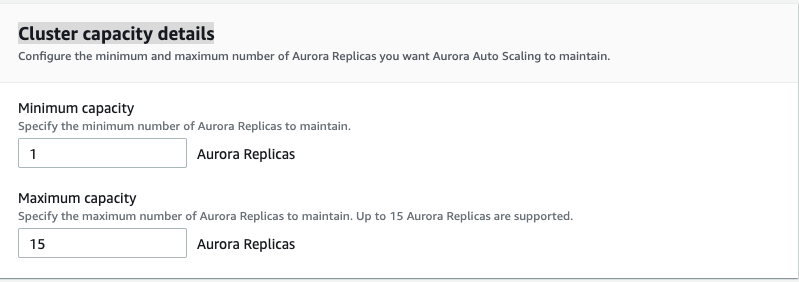 Cluster capacity details
Configure the minimum and maximum number of Aurora Replicas you want Aurora Auto Scaling to maintain.
Minimum capacity
Specify the minimum number of Aurora Replicas to maintain.
1 Aurora Replicas
Maximum capacity
Specify the maximum number of Aurora Replicas to maintain. Up to 15 Aurora Replicas are supported.
15 Aurora Replicas